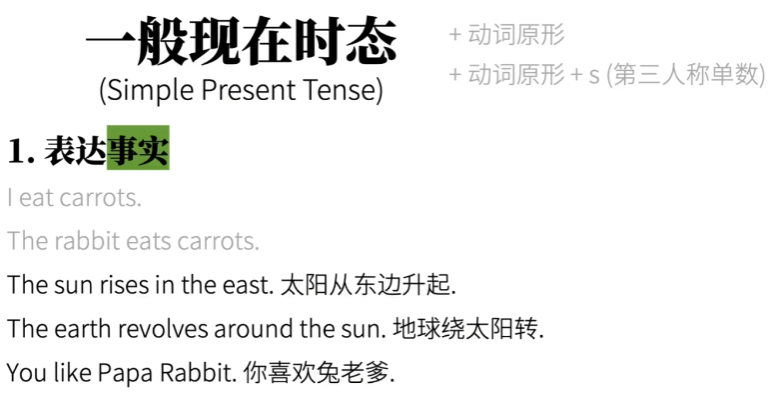 一般现在时态
(Simple Present Tense)
+ 动词原形
+ 动词原形 + s (第三人称单数)
1. 表达事实
I eat carrots.
The rabbit eats carrots.
The sun rises in the east. 太阳从东边升起.
The earth revolves around the sun. 地球绕太阳转.
You like Papa Rabbit. 你喜欢兔老爹.